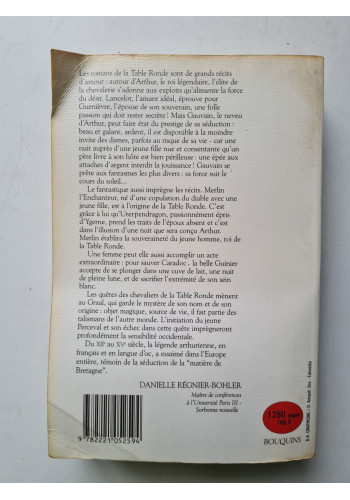 Les romans de la Table Ronde sont de grands récits
d'amour : autour d'Arthur, le roi légendaire, l'élite de
la chevalerie s'adonne aux exploits qu'alimente la force
du désir. Lancelot, l'amant idéal, éprouve pour
Guenièvre, l'épouse de son souverain, une folle
passion qui doit rester secrète ! Mais Gauvain, le neveu
d'Arthur, peut faire état du prestige de sa séduction :
beau et galant, ardent, il est disponible à la moindre
invite des dames, parfois au risque de sa vie - car une
nuit auprès d'une jeune fille nue et consentante qu'un
père livre à son hôte est bien périlleuse : une épée aux
attaches d'argent interdit la jouissance ! Gauvain se
prête aux fantasmes les plus divers : sa force suit le
cours du soleil...
Le fantastique aussi imprègne les récits. Merlin
l'Enchanteur, né d'une copulation du diable avec une
jeune fille, est à l'origine de la Table Ronde. C'est
grâce à lui qu'Uterpendragon, passionnément épris
d'Ygerne, prend les traits de l'époux absent et c'est
dans l'illusion d'une nuit que sera conçu Arthur.
Merlin établira la souveraineté du jeune homme, roi de
la Table Ronde.
Une femme peut elle aussi accomplir un acte
extraordinaire : pour sauver Caradoc, la belle Guinier
accepte de se plonger dans une cuve de lait, une nuit
de pleine lune, et de sacrifier l'extrémité de son sein
blanc.
Les quêtes des chevaliers de la Table Ronde mènent
au Graal, qui garde le mystère de son nom et de son
origine : objet magique, source de vie, il fait partie des
talismans de l'autre monde. L'initiation du jeune
Perceval et son échec dans cette quête imprégneront
profondément la sensibilité occidentale.
Du XIIe au XVe siècle, la légende arthurienne, en
français et en langue d'oc, a essaimé dans l'Europe
entière, témoin de la séduction de la "matière de
Bretagne".
DANIELLE RÉGNIER-BOHLER
Maître de conférences
à l'Université Paris III -
Sorbonne nouvelle
9 782221 052594
1290
BOUQUINS